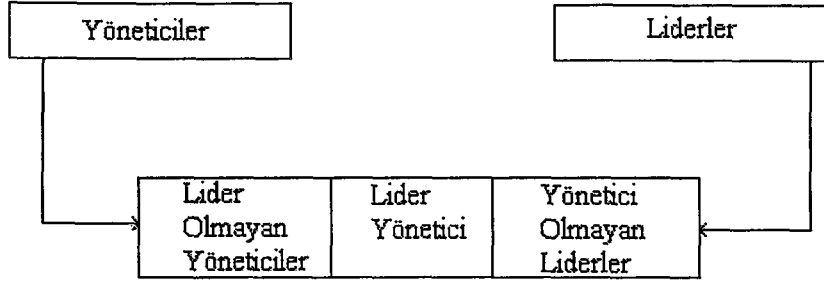 Yöneticiler
Liderler
Lider
Olmayan
Yöneticiler
Lider
Yönetici
Yönetici
Olmayan
Liderler